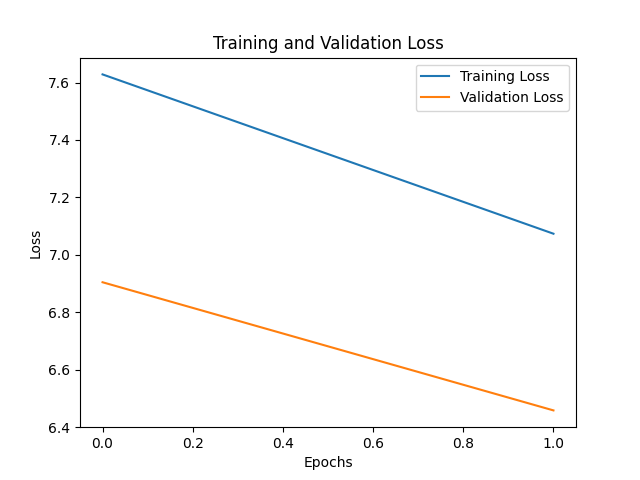 Training and Validation Loss
Training Loss
Validation Loss
7.6
7.4
7.2
7.0
6.8
6.6
6.4
Loss
0.0 0.2 0.4 0.6 0.8 1.0
Epochs